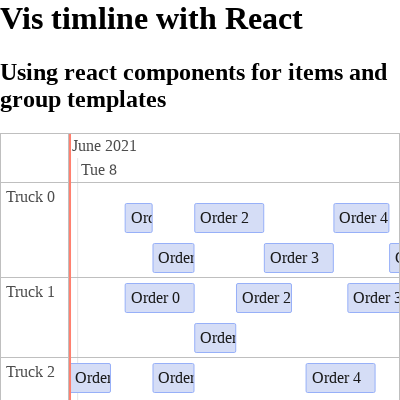 Vis timline with React
Using react components for items and
group templates
June 2021
Tue 8
Truck 0
Order 2
Order 4
Order 3
Truck 1
Order 0
Order 2
Order 3
Order
Truck 2
Order
Order
Order 4